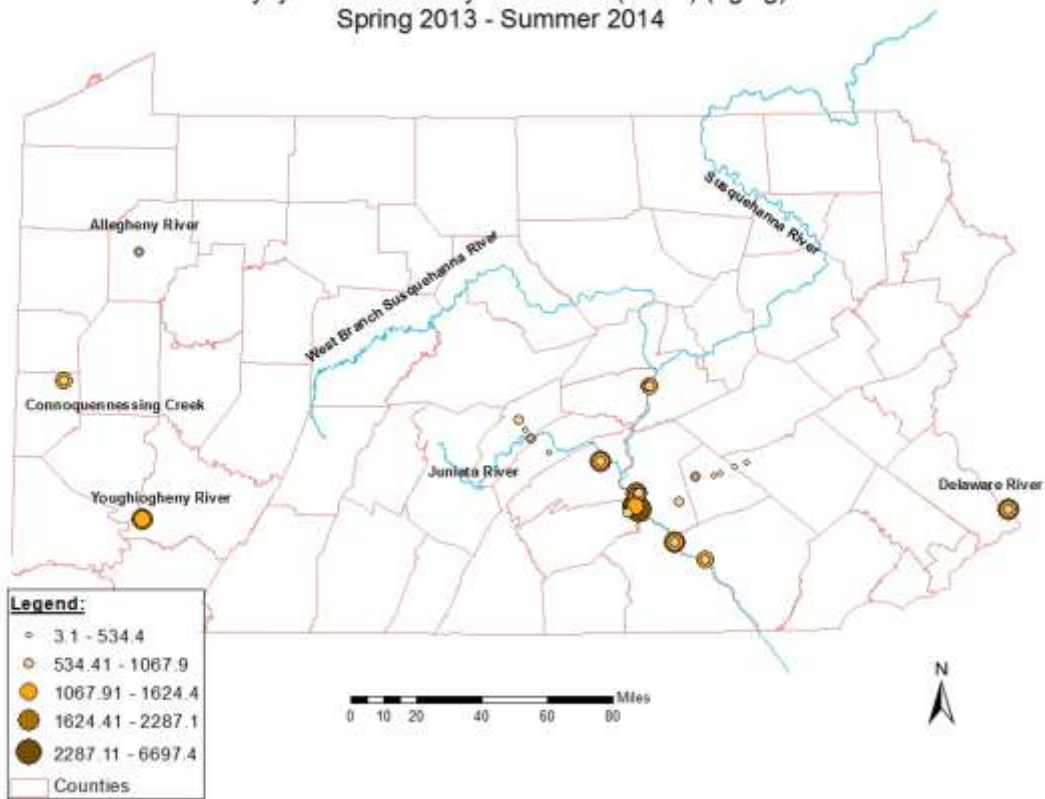 Spring 2013 - Summer 2014
Susquehanna River
Allegheny River
West Branch Susquehanna River
Connoquennessing Creek
Juniata River
Youghiogheny River
Delaware River
Legend:
3.1 - 534.4
534.41 - 1067.9
1067.91 - 1624.4
1624.41 - 2287.1
2287.11 - 6697.4
Counties
Miles
0 10 20 40 60 80
N